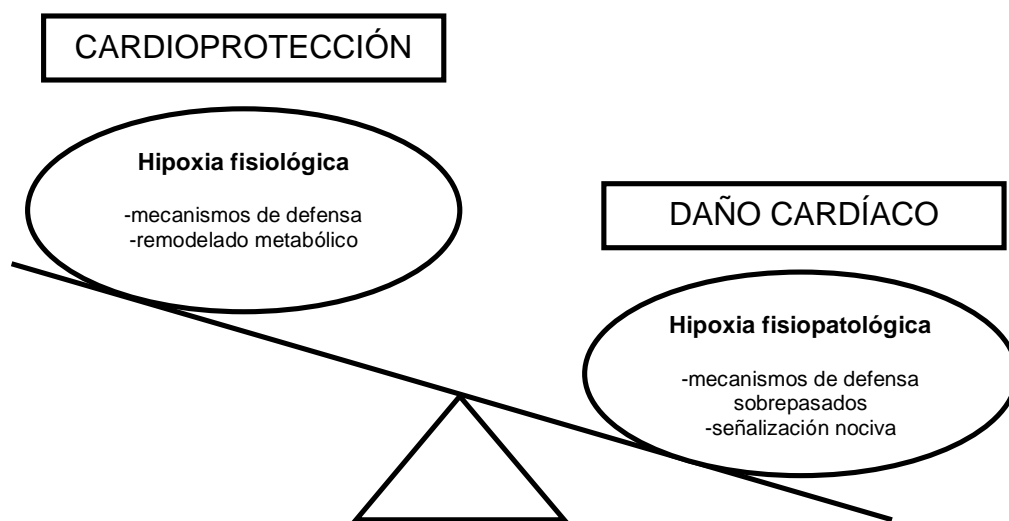 CARDIOPROTECCIÓN
Hipoxia fisiológica
-mecanismos de defensa
-remodelado metabólico
DAÑO CARDÍACO
Hipoxia fisiopatológica
-mecanismos de defensa
sobrepasados
-señalización nociva